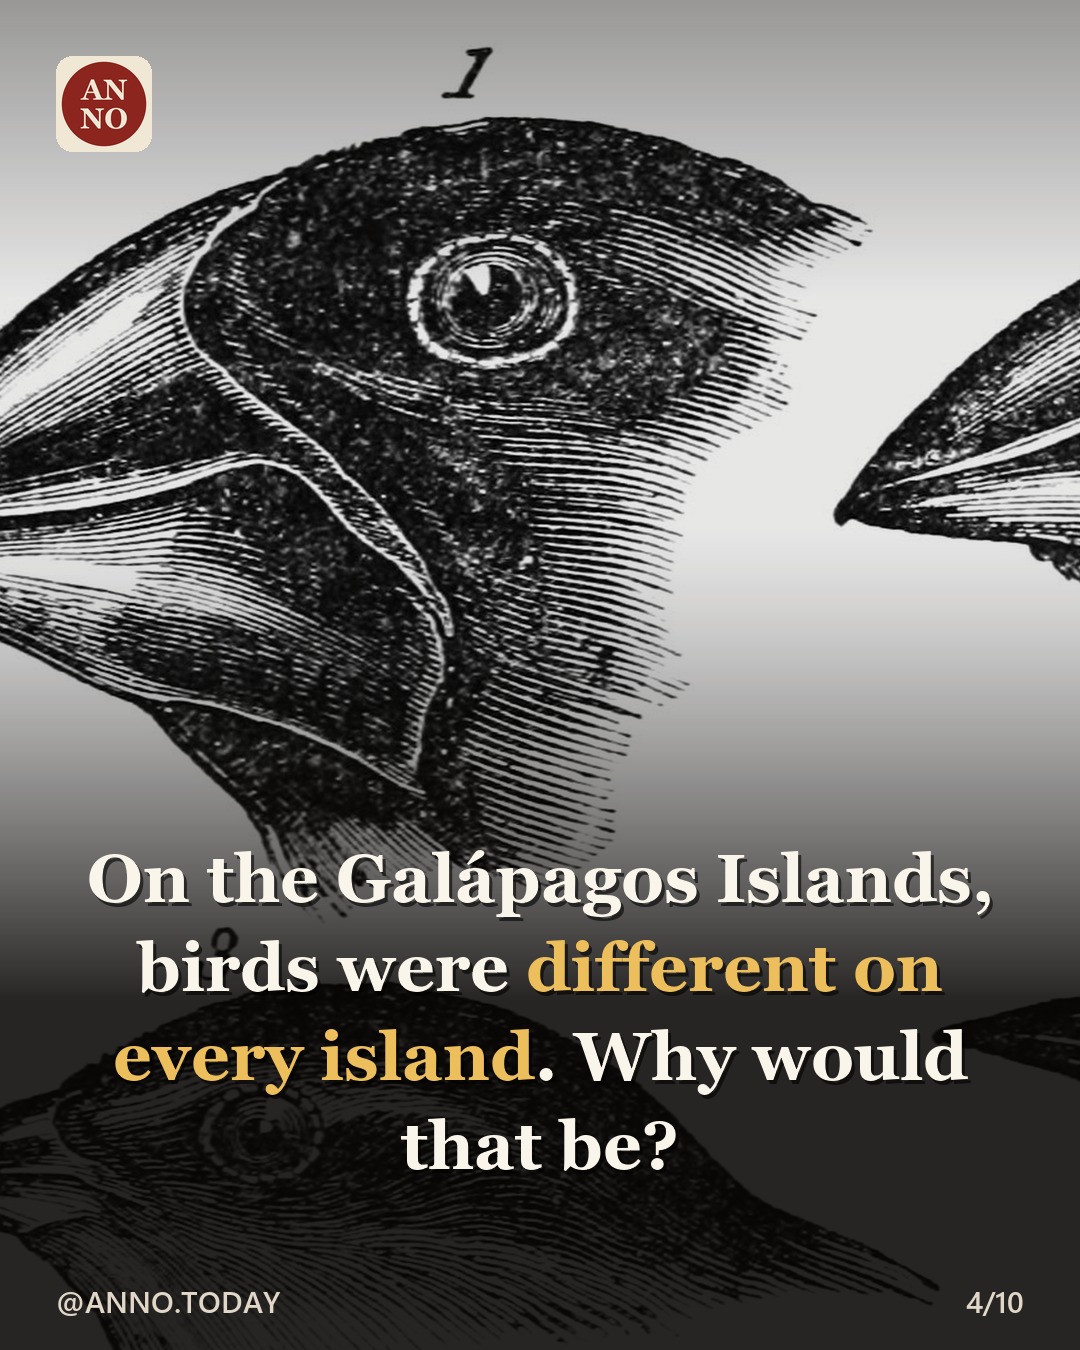 1
AN
NO
On the Galápagos Islands,
birds were different on
every island. Why would
that be?
@ANNO.TODAY
4/10